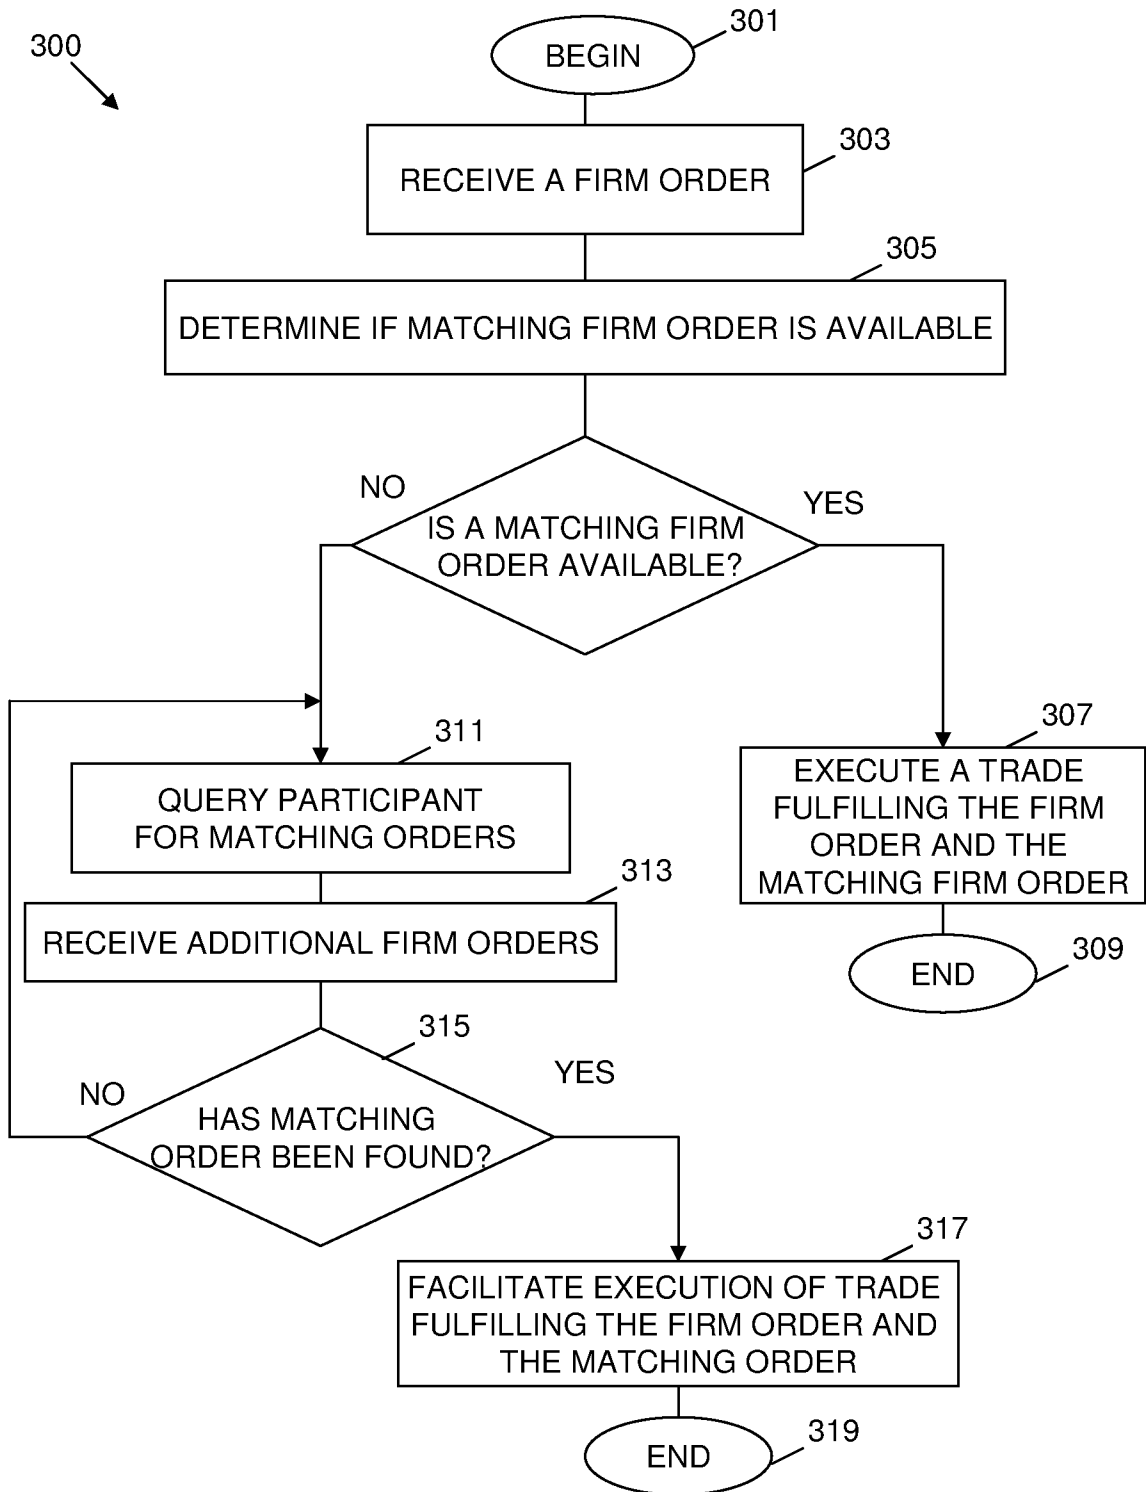 300
301
BEGIN
303
RECEIVE A FIRM ORDER
305
DETERMINE IF MATCHING FIRM ORDER IS AVAILABLE
NO
YES
IS A MATCHING FIRM
ORDER AVAILABLE?
311
QUERY PARTICIPANT
FOR MATCHING ORDERS
307
EXECUTE A TRADE
FULFILLING THE FIRM
ORDER AND THE
MATCHING FIRM ORDER
313
RECEIVE ADDITIONAL FIRM ORDERS
309
END
315
NO
YES
HAS MATCHING
ORDER BEEN FOUND?
317
FACILITATE EXECUTION OF TRADE
FULFILLING THE FIRM ORDER AND
THE MATCHING ORDER
319
END